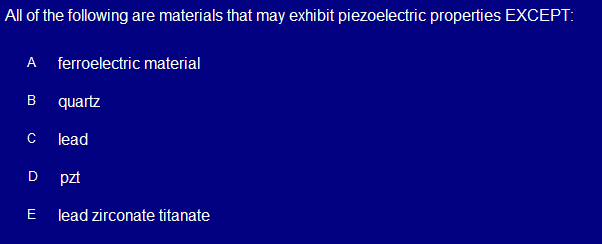 All of the following are materials that may exhibit piezoelectric properties EXCEPT:
A ferroelectric material
B quartz
C lead
D pzt
E lead zirconate titanate